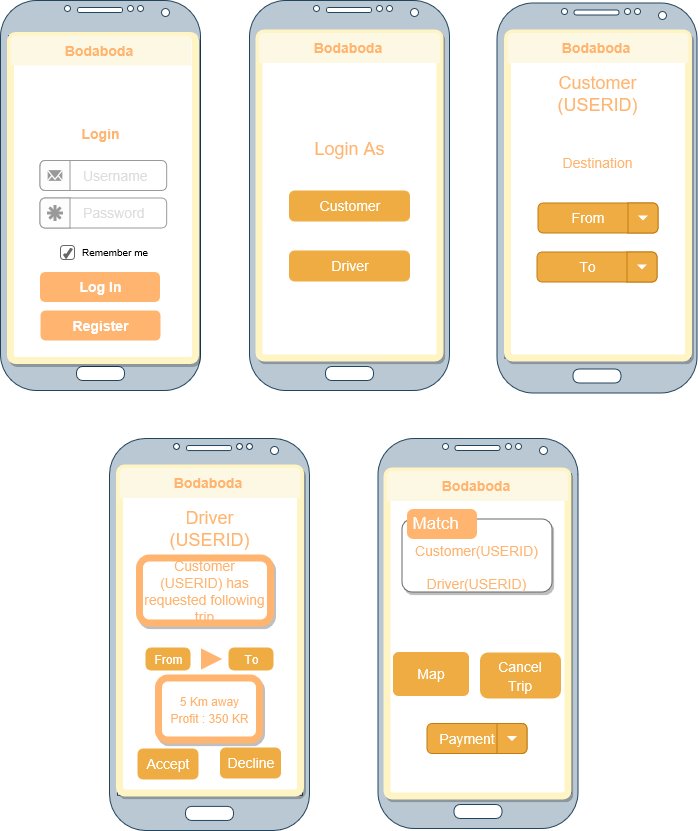 Bodaboda
Login
Username
Password
Remember me
Log In
Register
Bodaboda
Login As
Customer
Driver
Bodaboda
Customer
(USERID)
Destination
From
To
Bodaboda
Driver
(USERID)
Customer
(USERID) has
requested following
trip
From
To
5 Km away
Profit : 350 KR
Accept
Decline
Bodaboda
Match
Customer(USERID)
Driver(USERID)
Map
Cancel
Trip
Payment